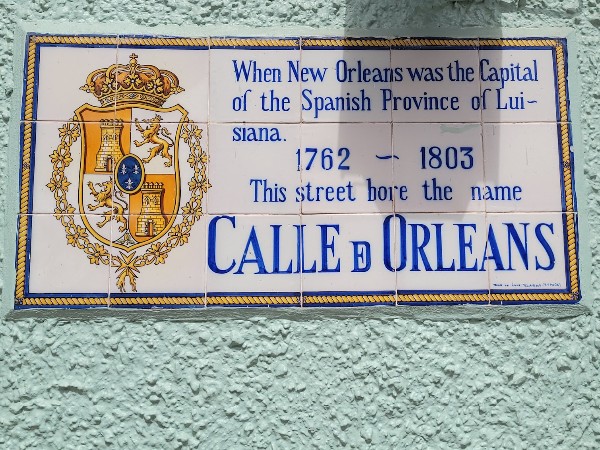 When New Orleans was the Capital
of the Spanish Province of Lui-
siana.
1762 ~ 1803
This street bore the name
CALLE D ORLEANS